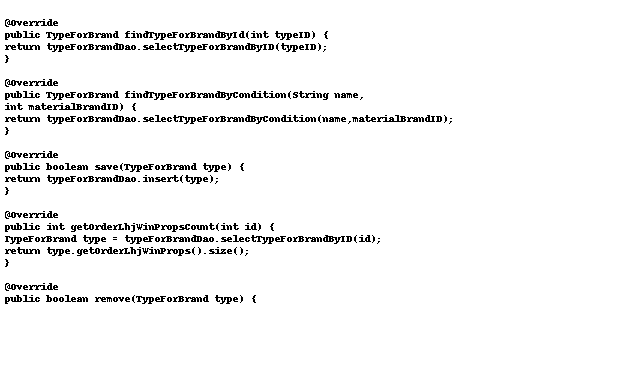 @Override
public TypeForBrand findTypeForBrandById(int typeID) {
return typeForBrandDao.selectTypeForBrandByID(typeID);
}
@Override
public TypeForBrand findTypeForBrandByCondition(String name,
int materialBrandID) {
return typeForBrandDao.selectTypeForBrandByCondition(name,materialBrandID);
}
@Override
public boolean save(TypeForBrand type) {
return typeForBrandDao.insert(type);
}
@Override
public int getOrderLhjWinPropsCount(int id) {
TypeForBrand type = typeForBrandDao.selectTypeForBrandByID(id);
return type.getOrderLhjWinProps().size();
}
@Override
public boolean remove(TypeForBrand type) {